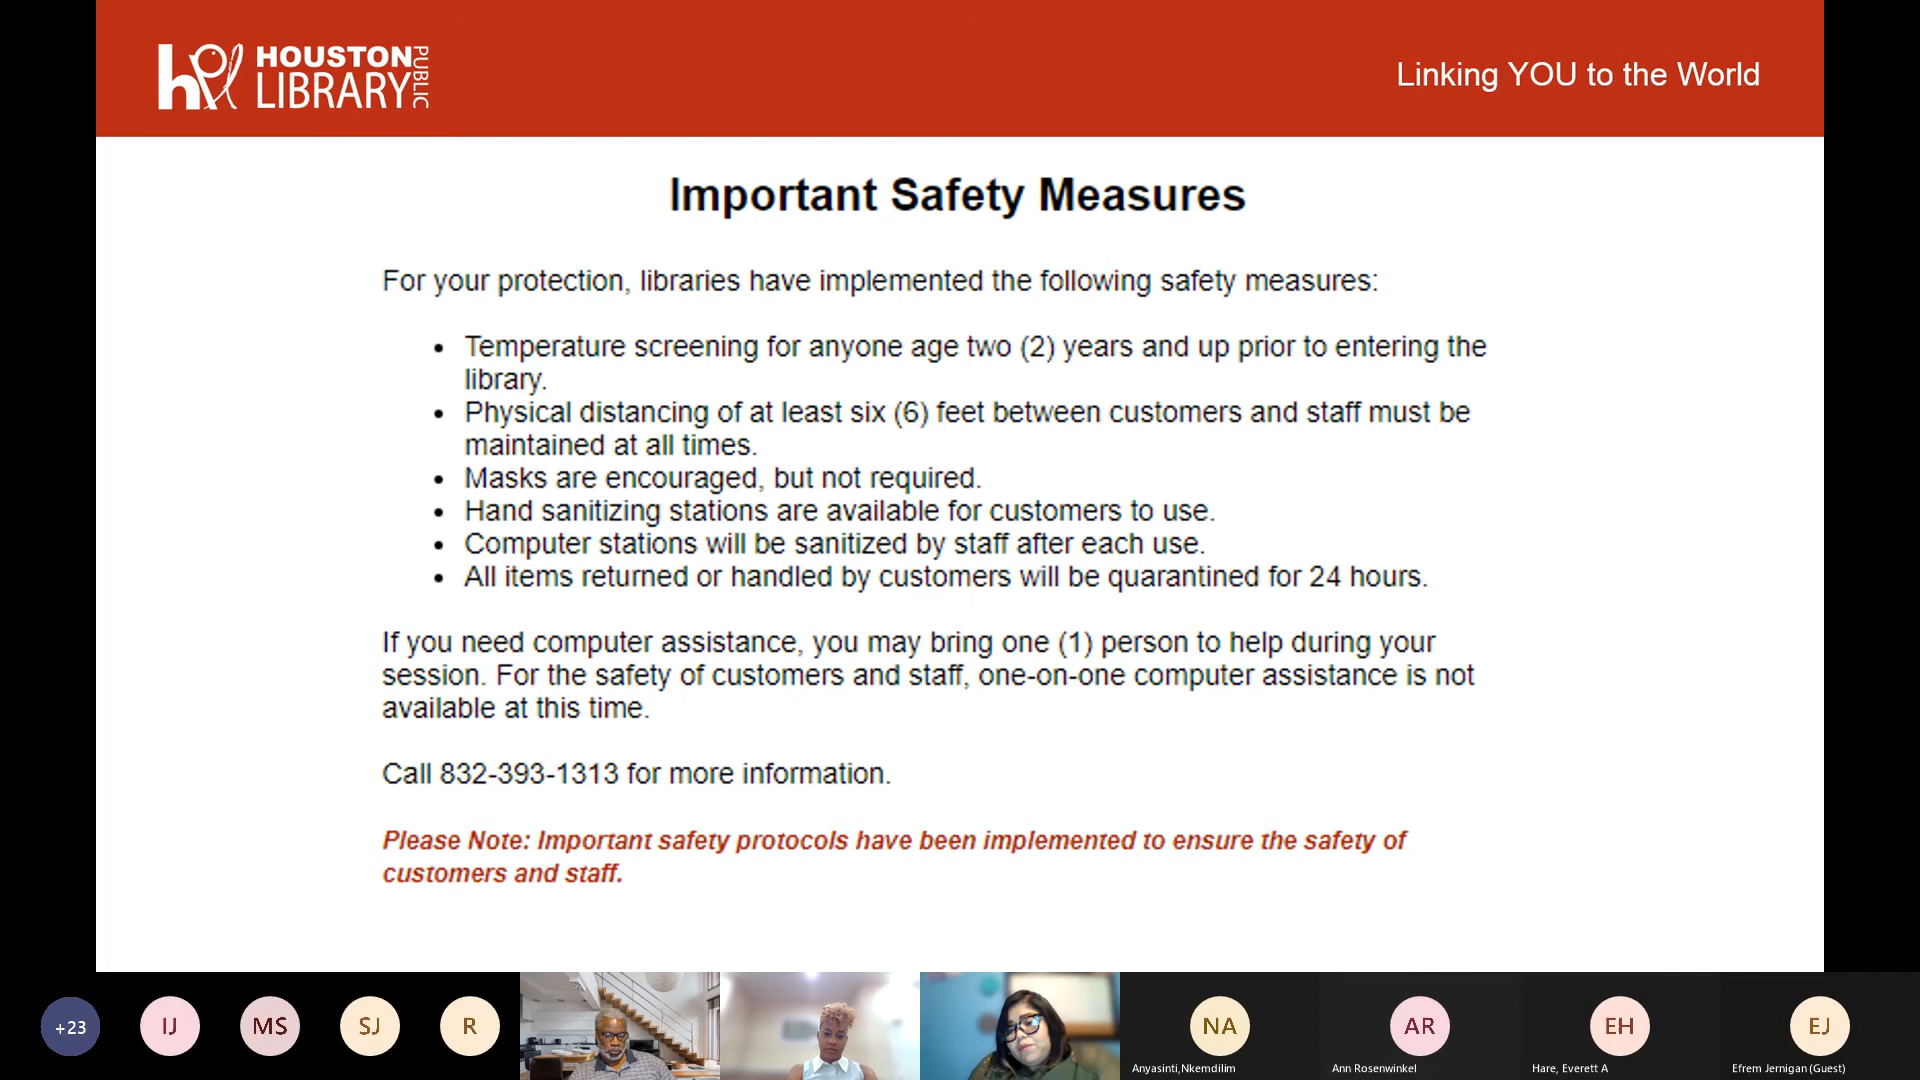 HOUSTON
LIBRARY
PUBLIC
Linking YOU to the World
Important Safety Measures
For your protection, libraries have implemented the following safety measures:
• Temperature screening for anyone age two (2) years and up prior to entering the
library.
• Physical distancing of at least six (6) feet between customers and staff must be
maintained at all times.
• Masks are encouraged, but not required.
• Hand sanitizing stations are available for customers to use.
• Computer stations will be sanitized by staff after each use.
• All items returned or handled by customers will be quarantined for 24 hours.
If you need computer assistance, you may bring one (1) person to help during your
session. For the safety of customers and staff, one-on-one computer assistance is not
available at this time.
Call 832-393-1313 for more information.
Please Note: Important safety protocols have been implemented to ensure the safety of
customers and staff.
+23
IJ
MS
SJ
R
NA
AR
EH
EJ
Anyasinti,Nkemdilim
Ann Rosenwinkel
Hare, Everett A
Efrem Jernigan (Guest)